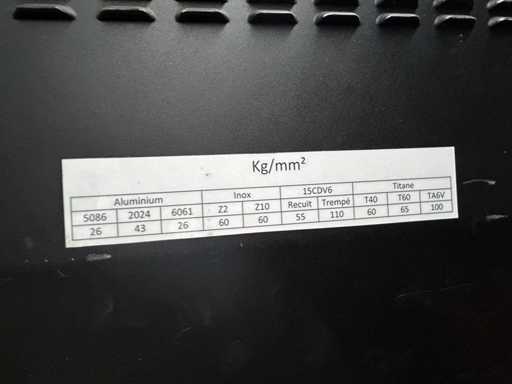 Kg/mm²
Aluminium Inox 15CDV6 Titane
5086 2024 6061 Z2 Z10 Recuit Trempé T40 T60 TA6V
26 43 26 60 60 55 110 60 65 100